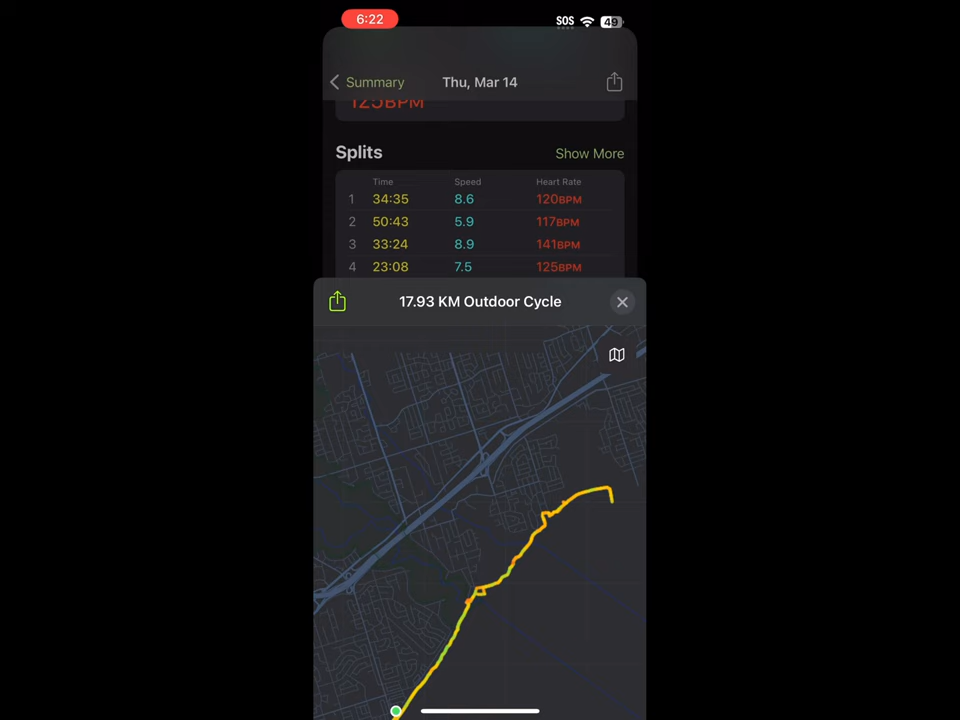 6:22 SOS 49
Summary Thu, Mar 14
125BPM
Splits Show More
Time Speed Heart Rate
1 34:35 8.6 120BPM
2 50:43 5.9 117BPM
3 33:24 8.9 141BPM
4 23:08 7.5 125BPM
17.93 KM Outdoor Cycle